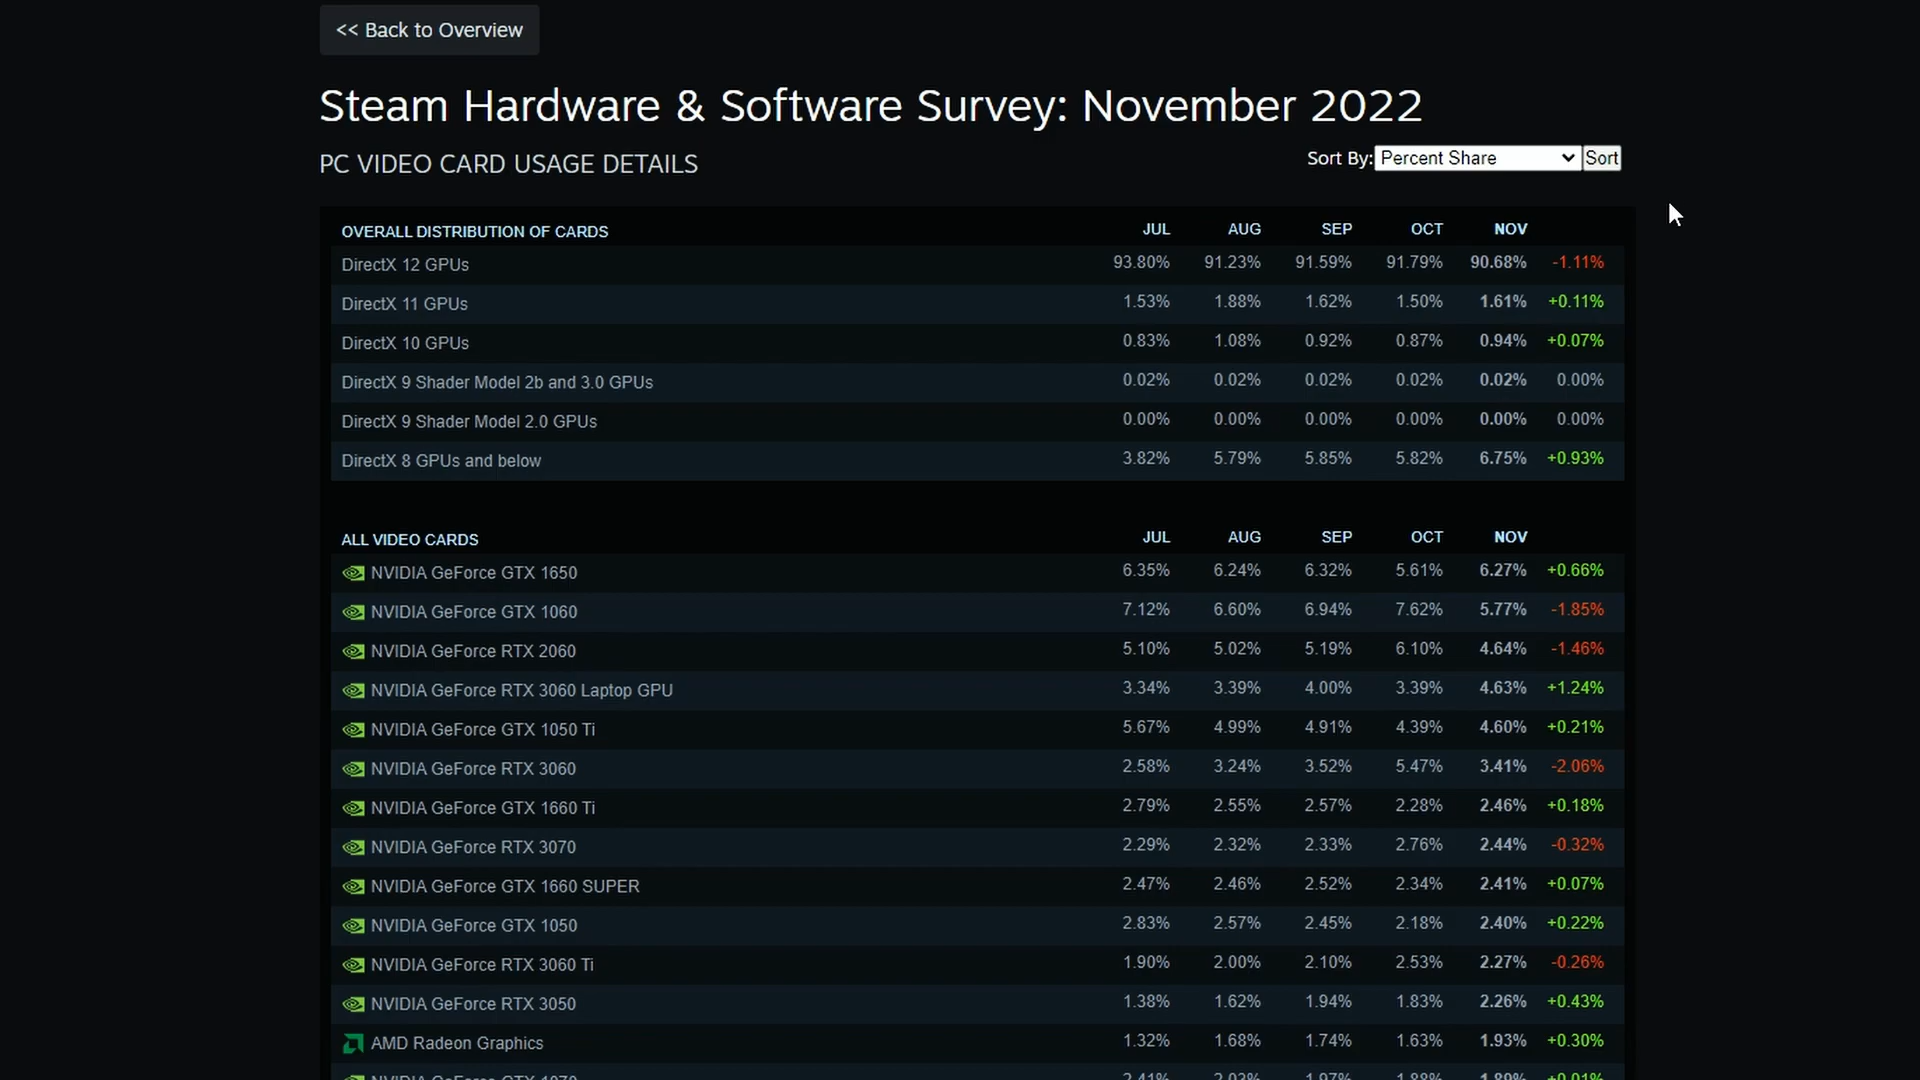 << Back to Overview
Steam Hardware & Software Survey: November 2022
PC VIDEO CARD USAGE DETAILS
Sort By: Percent Share Sort
OVERALL DISTRIBUTION OF CARDS JUL AUG SEP OCT NOV
DirectX 12 GPUs 93.80% 91.23% 91.59% 91.79% 90.68% -1.11%
DirectX 11 GPUs 1.53% 1.88% 1.62% 1.50% 1.61% +0.11%
DirectX 10 GPUs 0.83% 1.08% 0.92% 0.87% 0.94% +0.07%
DirectX 9 Shader Model 2b and 3.0 GPUs 0.02% 0.02% 0.02% 0.02% 0.02% 0.00%
DirectX 9 Shader Model 2.0 GPUs 0.00% 0.00% 0.00% 0.00% 0.00% 0.00%
DirectX 8 GPUs and below 3.82% 5.79% 5.85% 5.82% 6.75% +0.93%
ALL VIDEO CARDS JUL AUG SEP OCT NOV
NVIDIA GeForce GTX 1650 6.35% 6.24% 6.32% 5.61% 6.27% +0.66%
NVIDIA GeForce GTX 1060 7.12% 6.60% 6.94% 7.62% 5.77% -1.85%
NVIDIA GeForce RTX 2060 5.10% 5.02% 5.19% 6.10% 4.64% -1.46%
NVIDIA GeForce RTX 3060 Laptop GPU 3.34% 3.39% 4.00% 3.39% 4.63% +1.24%
NVIDIA GeForce GTX 1050 Ti 5.67% 4.99% 4.91% 4.39% 4.60% +0.21%
NVIDIA GeForce RTX 3060 2.58% 3.24% 3.52% 5.47% 3.41% -2.06%
NVIDIA GeForce GTX 1660 Ti 2.79% 2.55% 2.57% 2.28% 2.46% +0.18%
NVIDIA GeForce RTX 3070 2.29% 2.32% 2.33% 2.76% 2.44% -0.32%
NVIDIA GeForce GTX 1660 SUPER 2.47% 2.46% 2.52% 2.34% 2.41% +0.07%
NVIDIA GeForce GTX 1050 2.83% 2.57% 2.45% 2.18% 2.40% +0.22%
NVIDIA GeForce RTX 3060 Ti 1.90% 2.00% 2.10% 2.53% 2.27% -0.26%
NVIDIA GeForce RTX 3050 1.38% 1.62% 1.94% 1.83% 2.26% +0.43%
AMD Radeon Graphics 1.32% 1.68% 1.74% 1.63% 1.93% +0.30%
NVIDIA GeForce GTX 1070